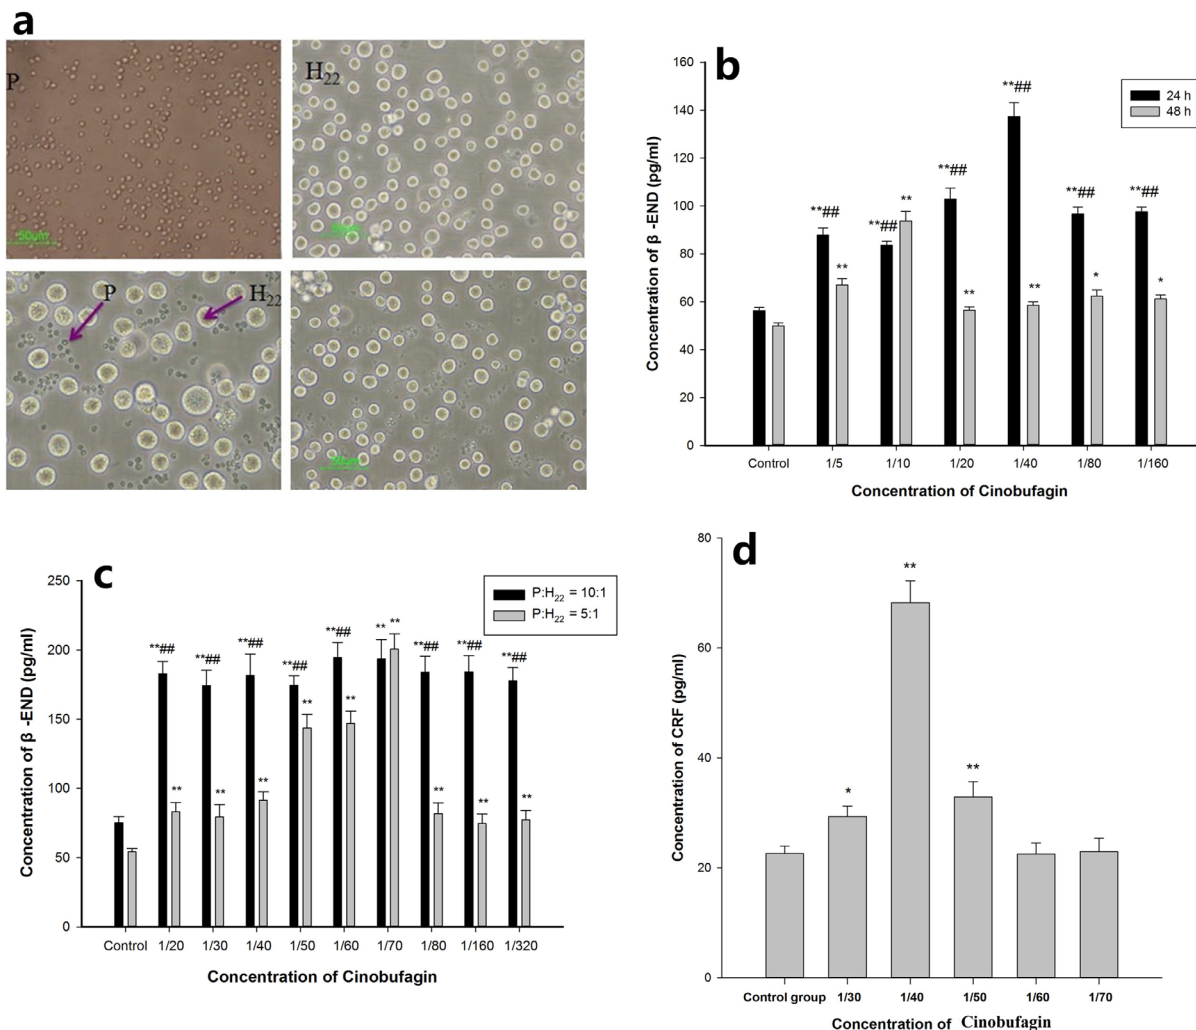 a
P
50μm
H22
50μm
P
H22
50μm
b
Concentration of β -END (pg/ml)
160
140
120
100
80
60
40
20
0
24 h
48 h
**##
**
**##
**
**##
**
**##
**
**##
*
**##
*
Control 1/5 1/10 1/20 1/40 1/80 1/160
Concentration of Cinobufagin
c
Concentration of β -END (pg/ml)
250
200
150
100
50
0
P:H22 = 10:1
P:H22 = 5:1
**##
**
**##
**
**##
**
**##
**
**##
**
**
**
**##
**
**##
**
**##
**
Control 1/20 1/30 1/40 1/50 1/60 1/70 1/80 1/160 1/320
Concentration of Cinobufagin
d
Concentration of CRF (pg/ml)
80
60
40
20
0
*
**
**
Control group 1/30 1/40 1/50 1/60 1/70
Concentration of Cinobufagin